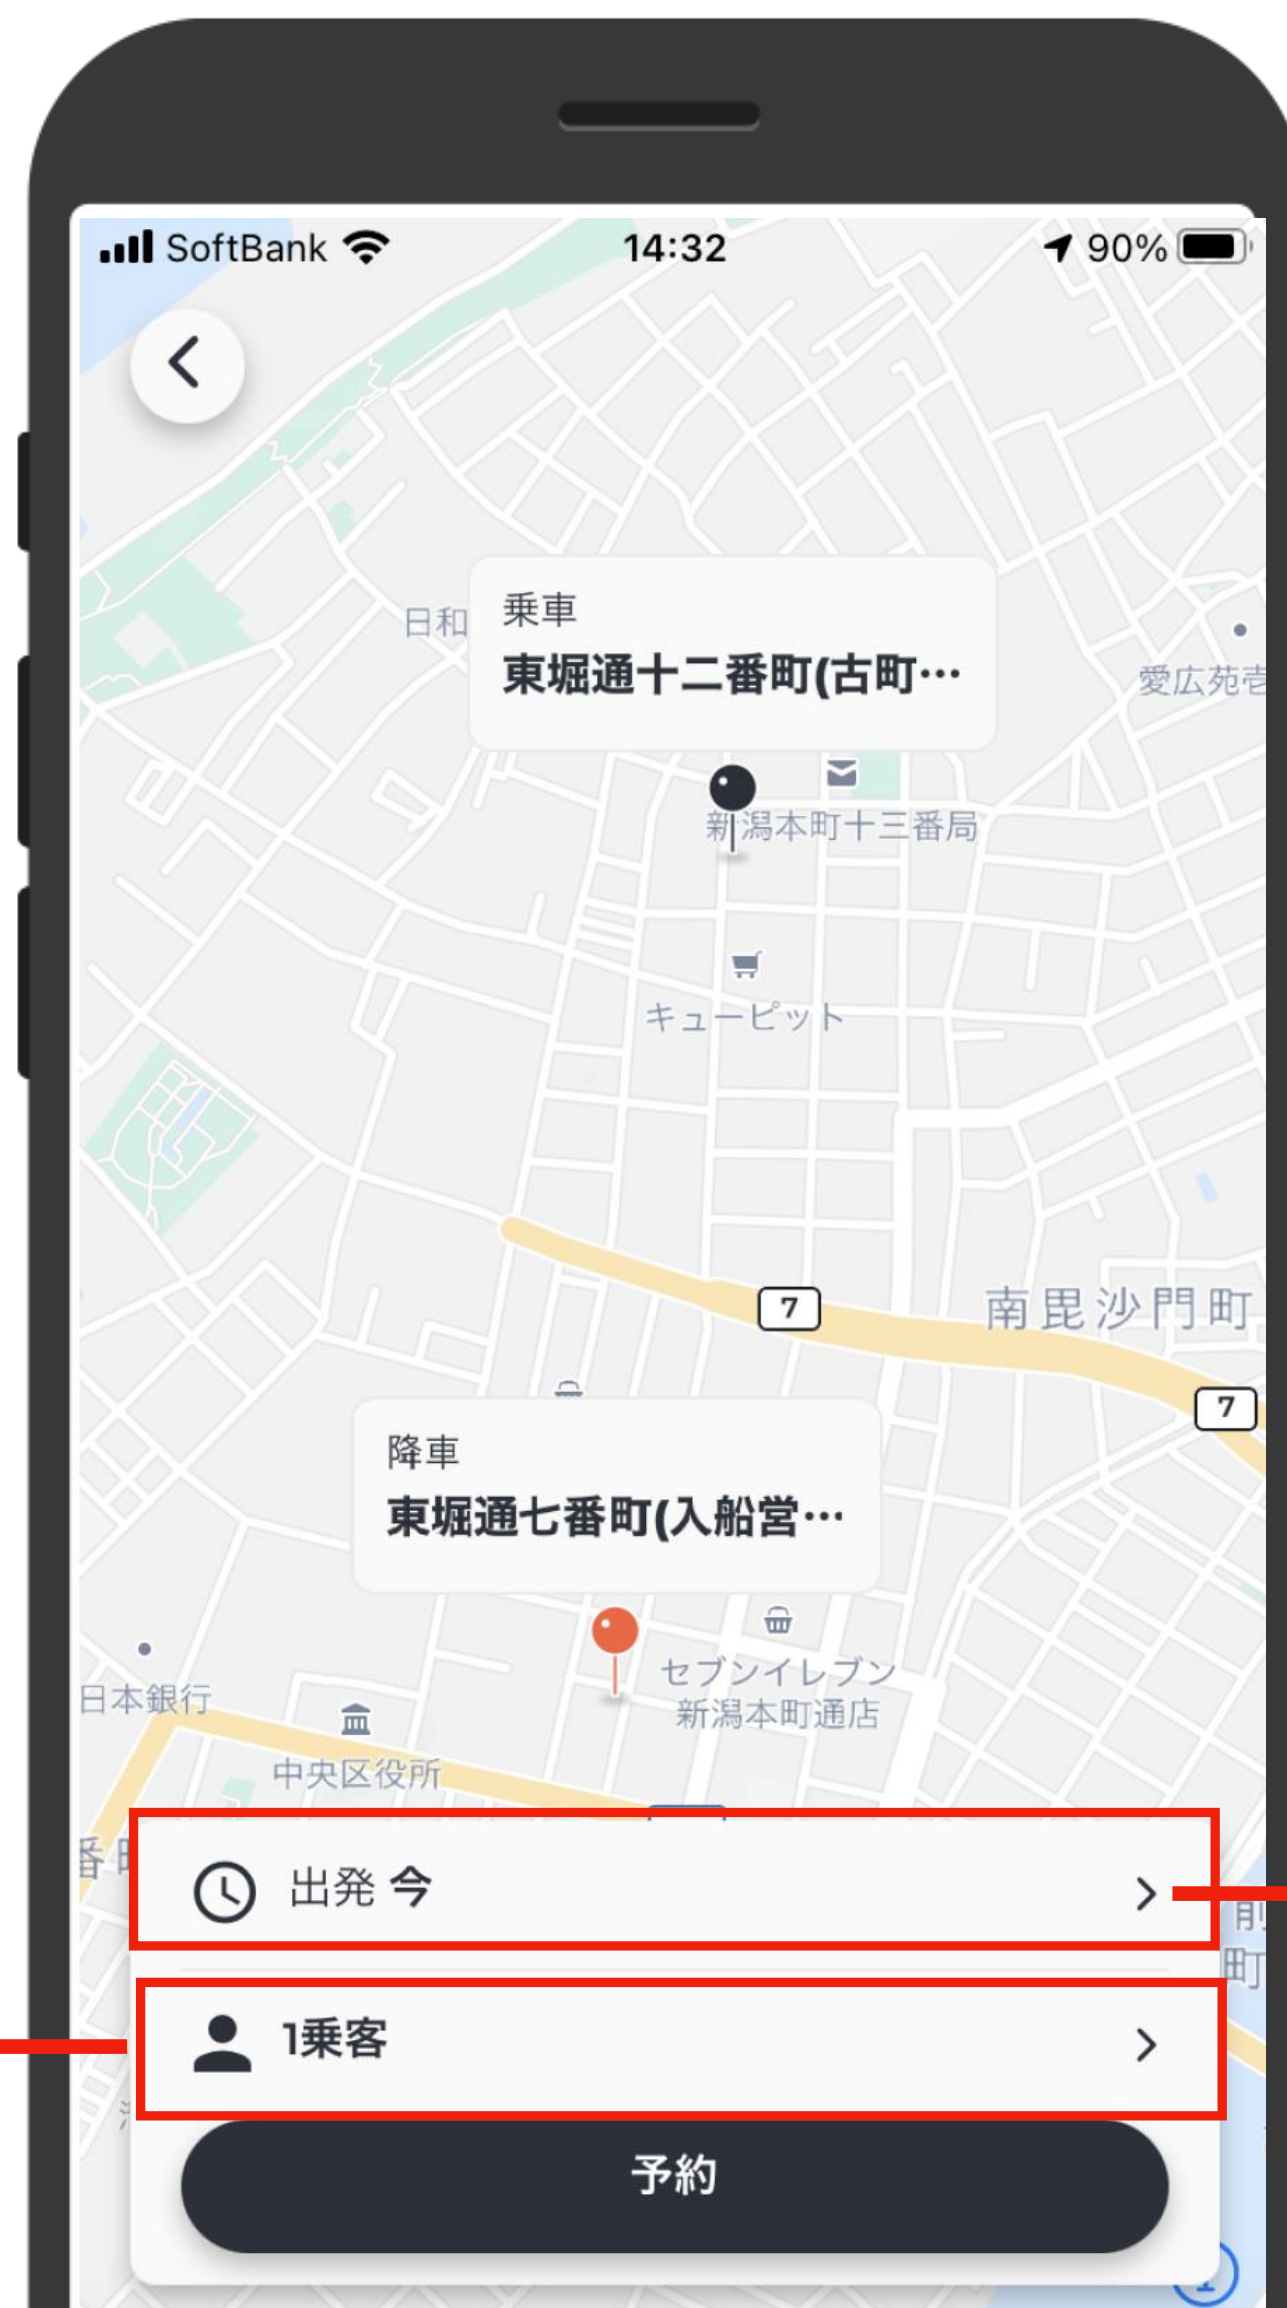 SoftBank 14:32 90%
日和
乗車
東堀通十二番町(古町…
愛広苑壱
新潟本町十三番局
キューピット
7
南毘沙門町
7
降車
東堀通七番町(入船営…
セブンイレブン
新潟本町通店
日本銀行
中央区役所
番町
出発 今
町
1乗客
予約